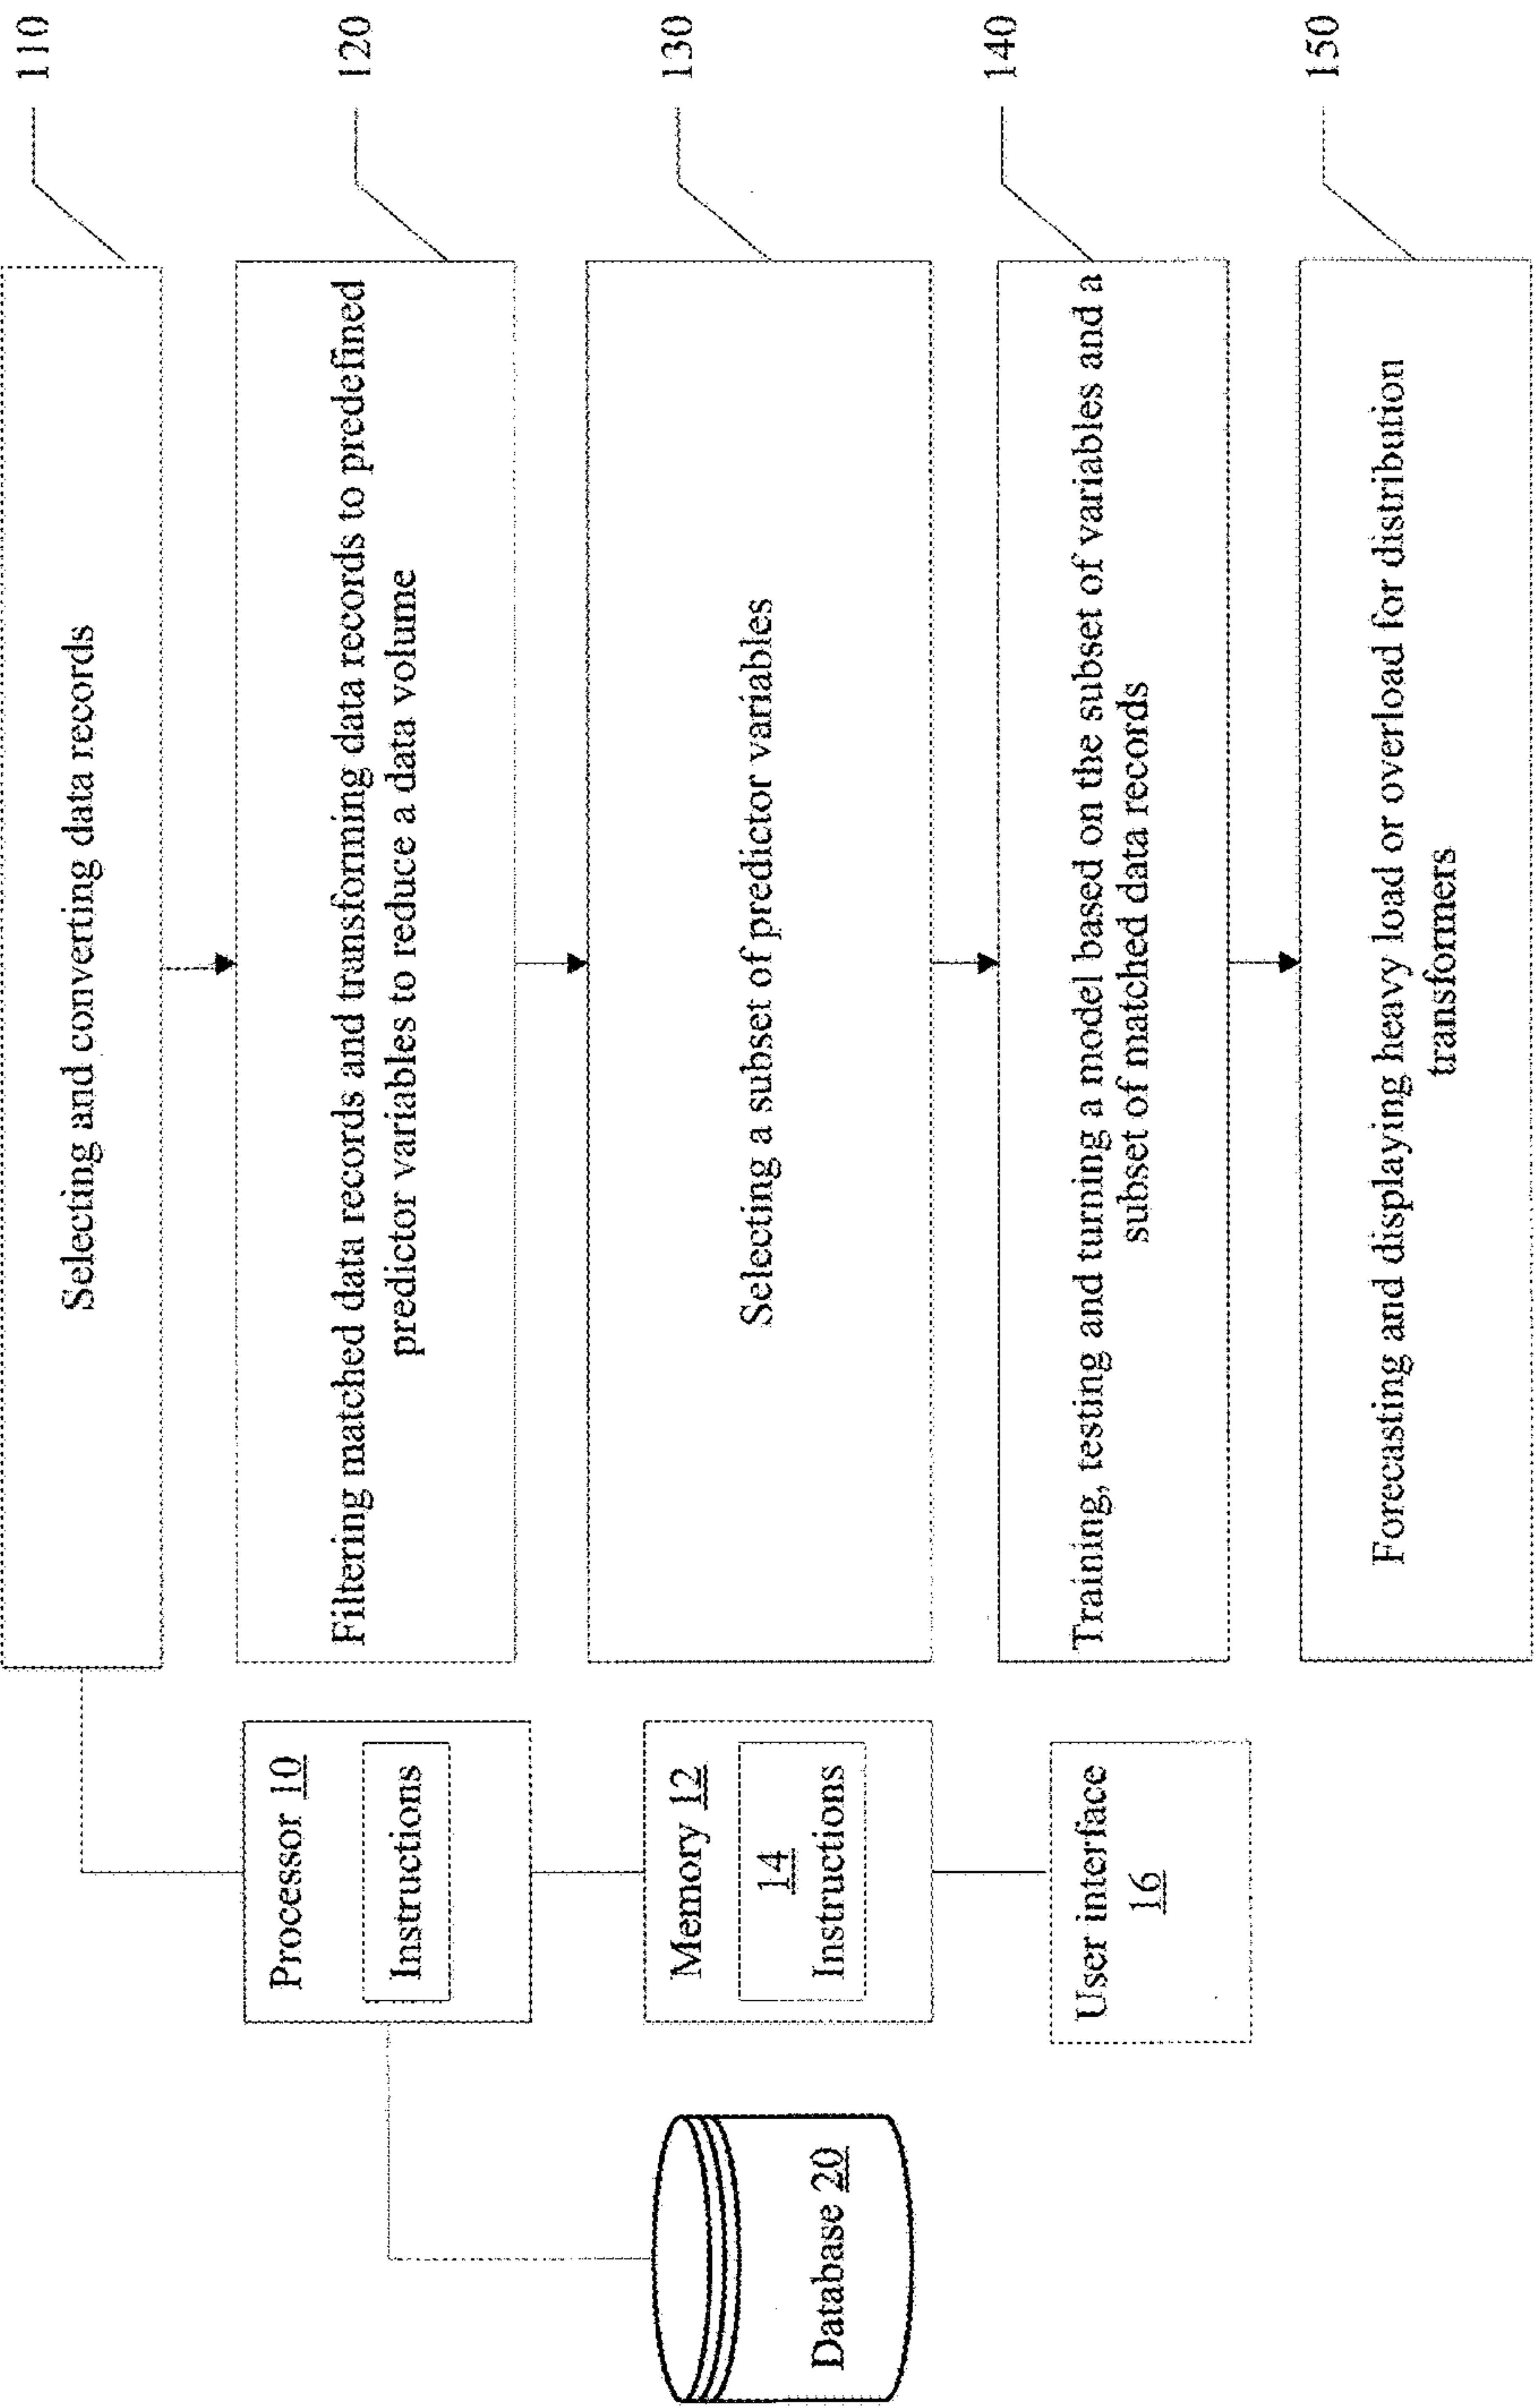 Selecting and converting data records
110
Filtering matched data records and transforming data records to predefined
predictor variables to reduce a data volume
120
Selecting a subset of predictor variables
130
Training, testing and turning a model based on the subset of variables and a
subset of matched data records
140
Forecasting and displaying heavy load or overload for distribution
transfomers
150
Processor 10
Instructions
Memory 12
14
Instructions
User interface
16
Database 20